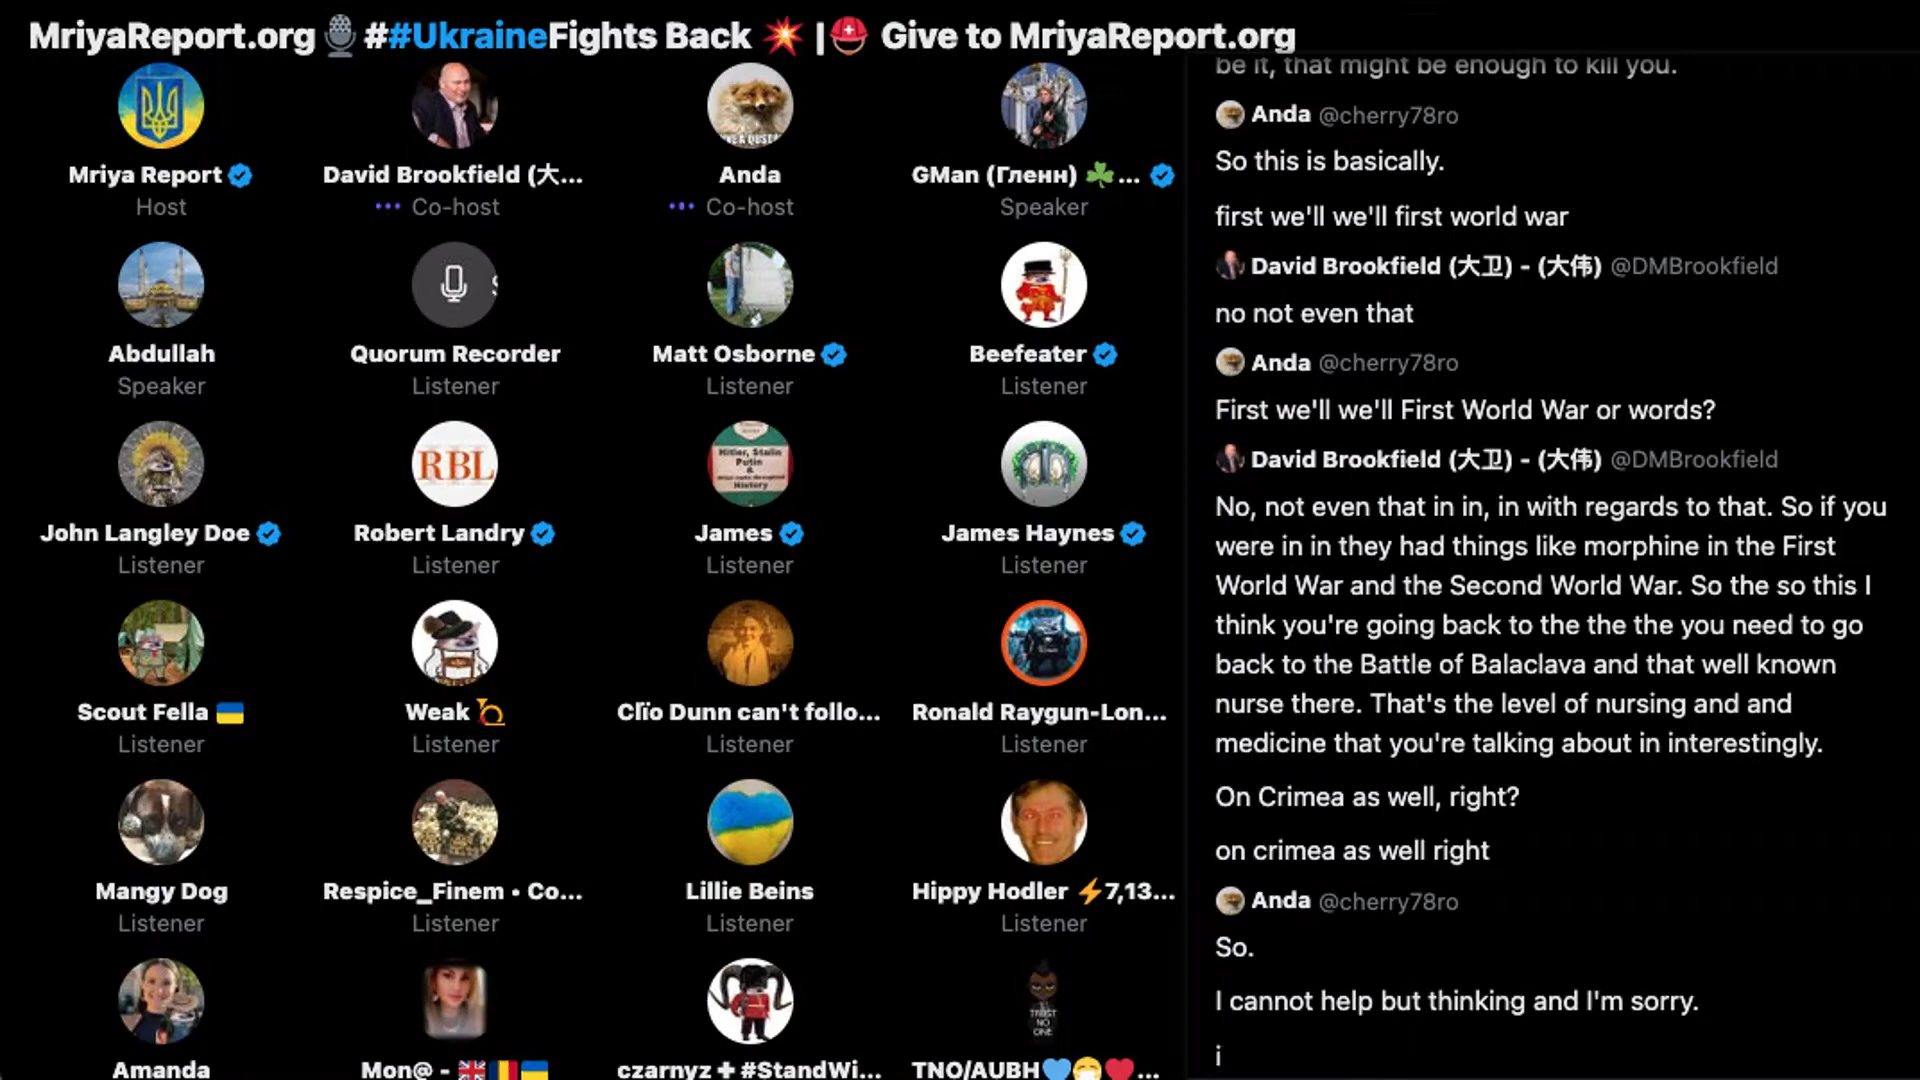 MriyaReport.org🎙️##UkraineFights Back 💥 |⛑️ Give to MriyaReport.org
Mriya Report
Host
David Brookfield (大...
Co-host
Anda
Co-host
GMan (Гленн) ☘️...
Speaker
Abdullah
Speaker
Quorum Recorder
Listener
Matt Osborne
Listener
Beefeater
Listener
John Langley Doe
Listener
RBL
Robert Landry
Listener
Hitler, Stalin
Putin
&
History
James
Listener
James Haynes
Listener
Scout Fella 🇺🇦
Listener
Weak
Listener
Clïo Dunn can't follo...
Listener
Ronald Raygun-Lon...
Listener
Mangy Dog
Listener
Respice_Finem • Co...
Listener
Lillie Beins
Listener
Hippy Hodler ⚡7,13...
Listener
Amanda
Mon@ - 🇬🇧🇷🇴🇺🇦
czarnyz ✚ #StandWi...
TRUST
NO
ONE
TNO/AUBH💙😷❤️...
be it, that might be enough to kill you.
Anda @cherry78ro
So this is basically.
first we'll we'll first world war
David Brookfield (大卫) - (大伟) @DMBrookfield
no not even that
Anda @cherry78ro
First we'll we'll First World War or words?
David Brookfield (大卫) - (大伟) @DMBrookfield
No, not even that in in, in with regards to that. So if you
were in in they had things like morphine in the First
World War and the Second World War. So the so this I
think you're going back to the the the you need to go
back to the Battle of Balaclava and that well known
nurse there. That's the level of nursing and and
medicine that you're talking about in interestingly.
On Crimea as well, right?
on crimea as well right
Anda @cherry78ro
So.
I cannot help but thinking and I'm sorry.
i